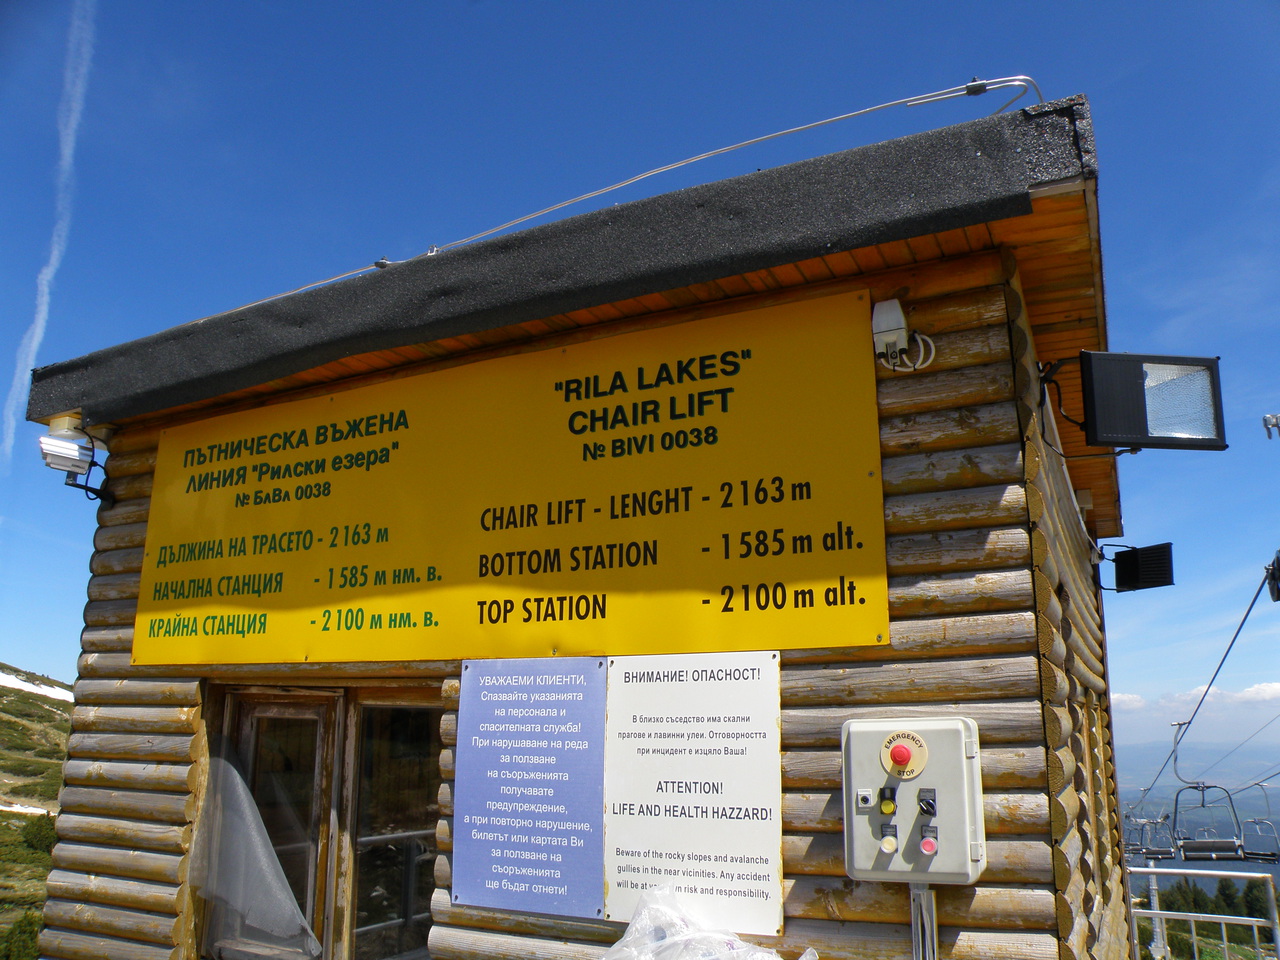 ПЪТНИЧЕСКА ВЪЖЕНА
ЛИНИЯ "Рилски езера"
№ БлВл 0038
ДЪЛЖИНА НА ТРАСЕТО - 2163 м
НАЧАЛНА СТАНЦИЯ - 1585 м нм. в.
КРАЙНА СТАНЦИЯ - 2100 м нм. в.
"RILA LAKES"
CHAIR LIFT
№ BIVI 0038
CHAIR LIFT - LENGHT - 2163 m
BOTTOM STATION - 1585 m alt.
TOP STATION - 2100 m alt.
УВАЖАЕМИ КЛИЕНТИ,
Спазвайте указанията
на персонала и
спасителната служба!
При нарушаване на реда
за ползване
на съоръженията
получавате
предупреждение,
а при повторно нарушение,
билетът или картата Ви
за ползване на
съоръженията
ще бъдат отнети!
ВНИМАНИЕ! ОПАСНОСТ!
В близко съседство има скални
прагове и лавинни улеи. Отговорността
при инцидент е изцяло Ваша!
ATTENTION!
LIFE AND HEALTH HAZZARD!
Beware of the rocky slopes and avalanche
gullies in the near vicinities. Any accident
will be at own risk and responsibility.
EMERGENCY
STOP